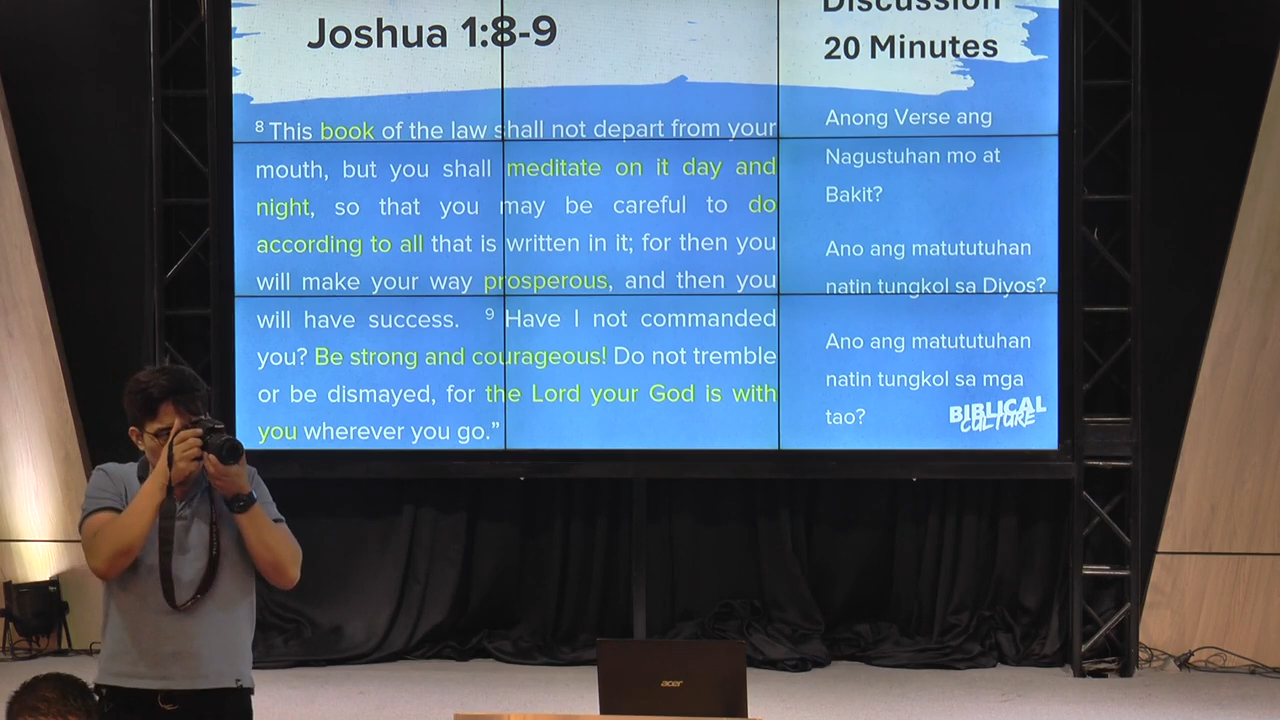 Joshua 1:8-9
⁸ This book of the law shall not depart from your
mouth, but you shall meditate on it day and
night, so that you may be careful to do
according to all that is written in it; for then you
will make your way prosperous, and then you
will have success. ⁹ Have I not commanded
you? Be strong and courageous! Do not tremble
or be dismayed, for the Lord your God is with
you wherever you go.”
Discussion
20 Minutes
Anong Verse ang
Nagustuhan mo at
Bakit?
Ano ang matututuhan
natin tungkol sa Diyos?
Ano ang matututuhan
natin tungkol sa mga
tao?
BIBLICAL
CULTURE
acer